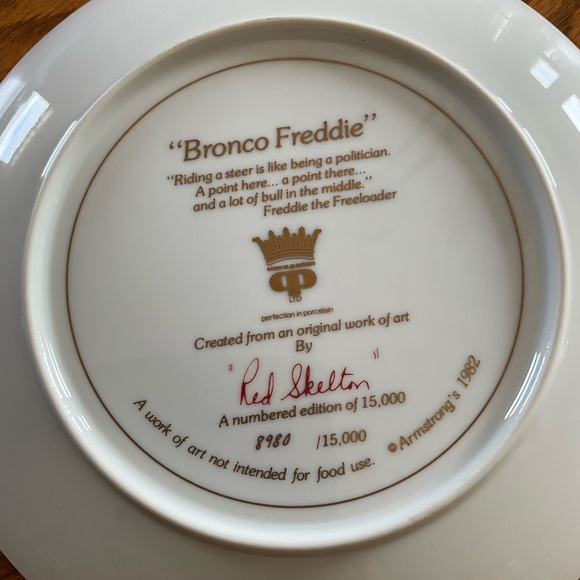 “Bronco Freddie”
“Riding a steer is like being a politician.
A point here... a point there...
and a lot of bull in the middle.”
Freddie the Freeloader
LTD
perfection in porcelain
Created from an original work of art
By
"Red Skelton"
A numbered edition of 15,000
8980 /15,000
A work of art not intended for food use.
© Armstrong's 1982